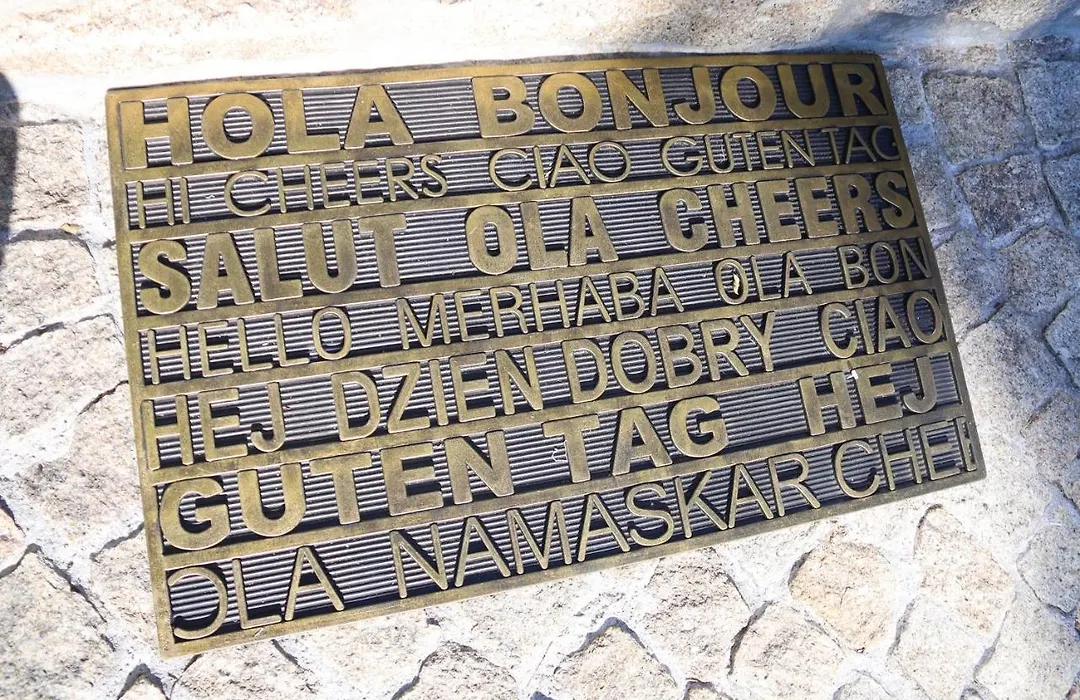 HOLA BONJOUR
HI CHEERS CIAO GUTEN TAG
SALUT OLA CHEERS
HELLO MERHABA OLA BON
HEJ DZIEN DOBRY CIAO
GUTEN TAG HEJ
OLA NAMASKAR